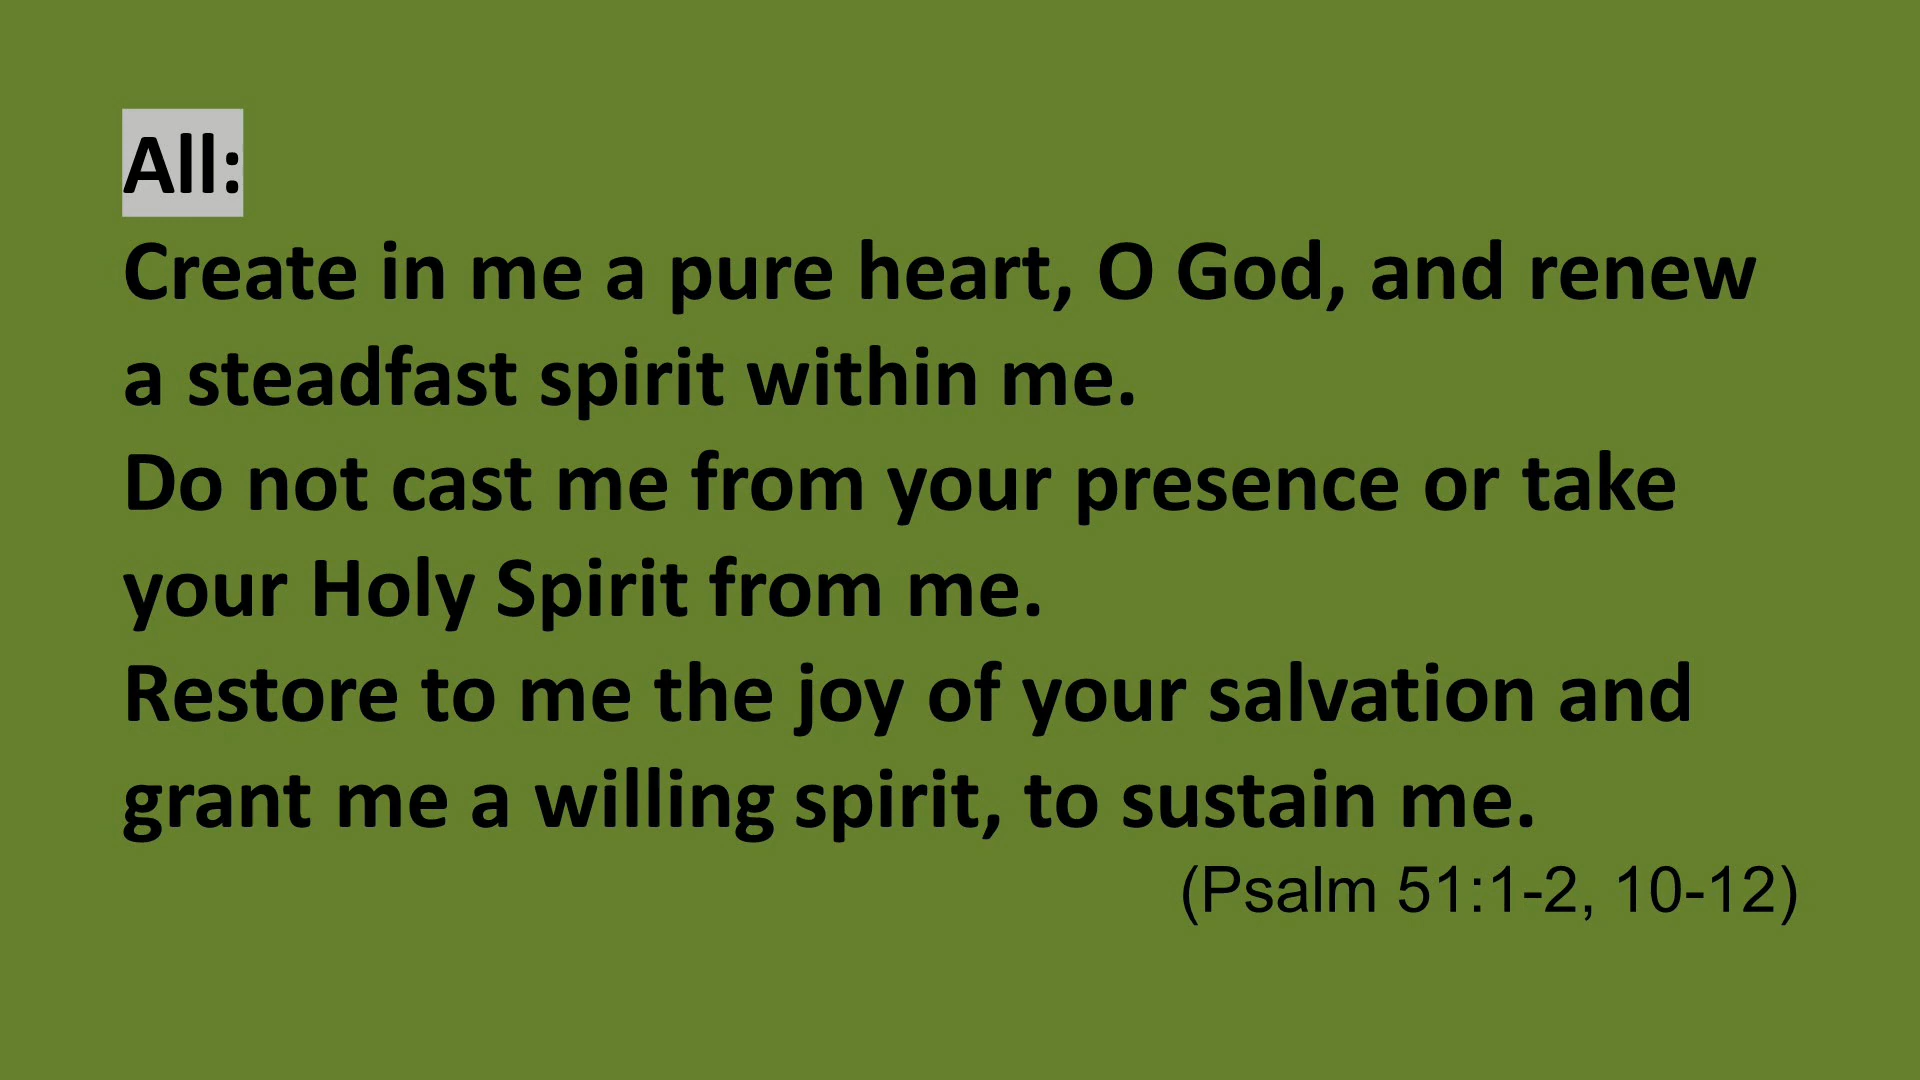 All:
Create in me a pure heart, O God, and renew
a steadfast spirit within me.
Do not cast me from your presence or take
your Holy Spirit from me.
Restore to me the joy of your salvation and
grant me a willing spirit, to sustain me.
(Psalm 51:1-2, 10-12)